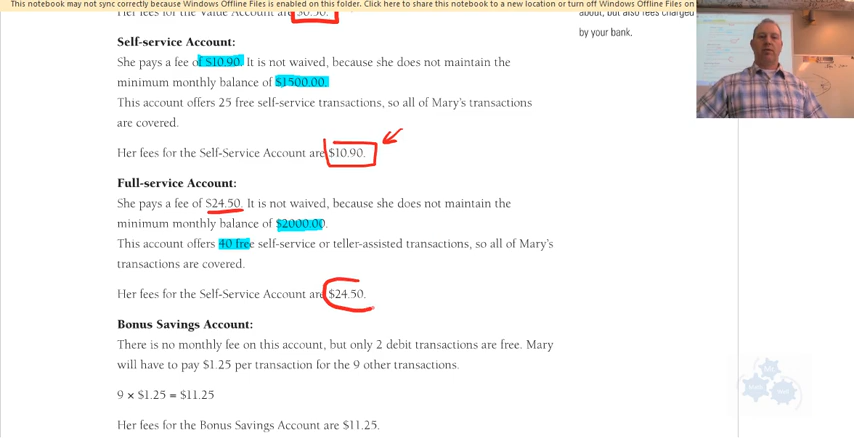 This notebook may not sync correctly because Windows Offline Files is enabled on this folder. Click here to share this notebook to a new location or turn off Windows Offline Files on
Her fees for the Value Account are $0.50.
about, but also fees charged
by your bank.
Self-service Account:
She pays a fee of $10.90. It is not waived, because she does not maintain the
minimum monthly balance of $1500.00.
This account offers 25 free self-service transactions, so all of Mary's transactions
are covered.
Her fees for the Self-Service Account are $10.90.
Full-service Account:
She pays a fee of $24.50. It is not waived, because she does not maintain the
minimum monthly balance of $2000.00.
This account offers 40 free self-service or teller-assisted transactions, so all of Mary's
transactions are covered.
Her fees for the Self-Service Account are $24.50.
Bonus Savings Account:
There is no monthly fee on this account, but only 2 debit transactions are free. Mary
will have to pay $1.25 per transaction for the 9 other transactions.
9 × $1.25 = $11.25
Her fees for the Bonus Savings Account are $11.25.